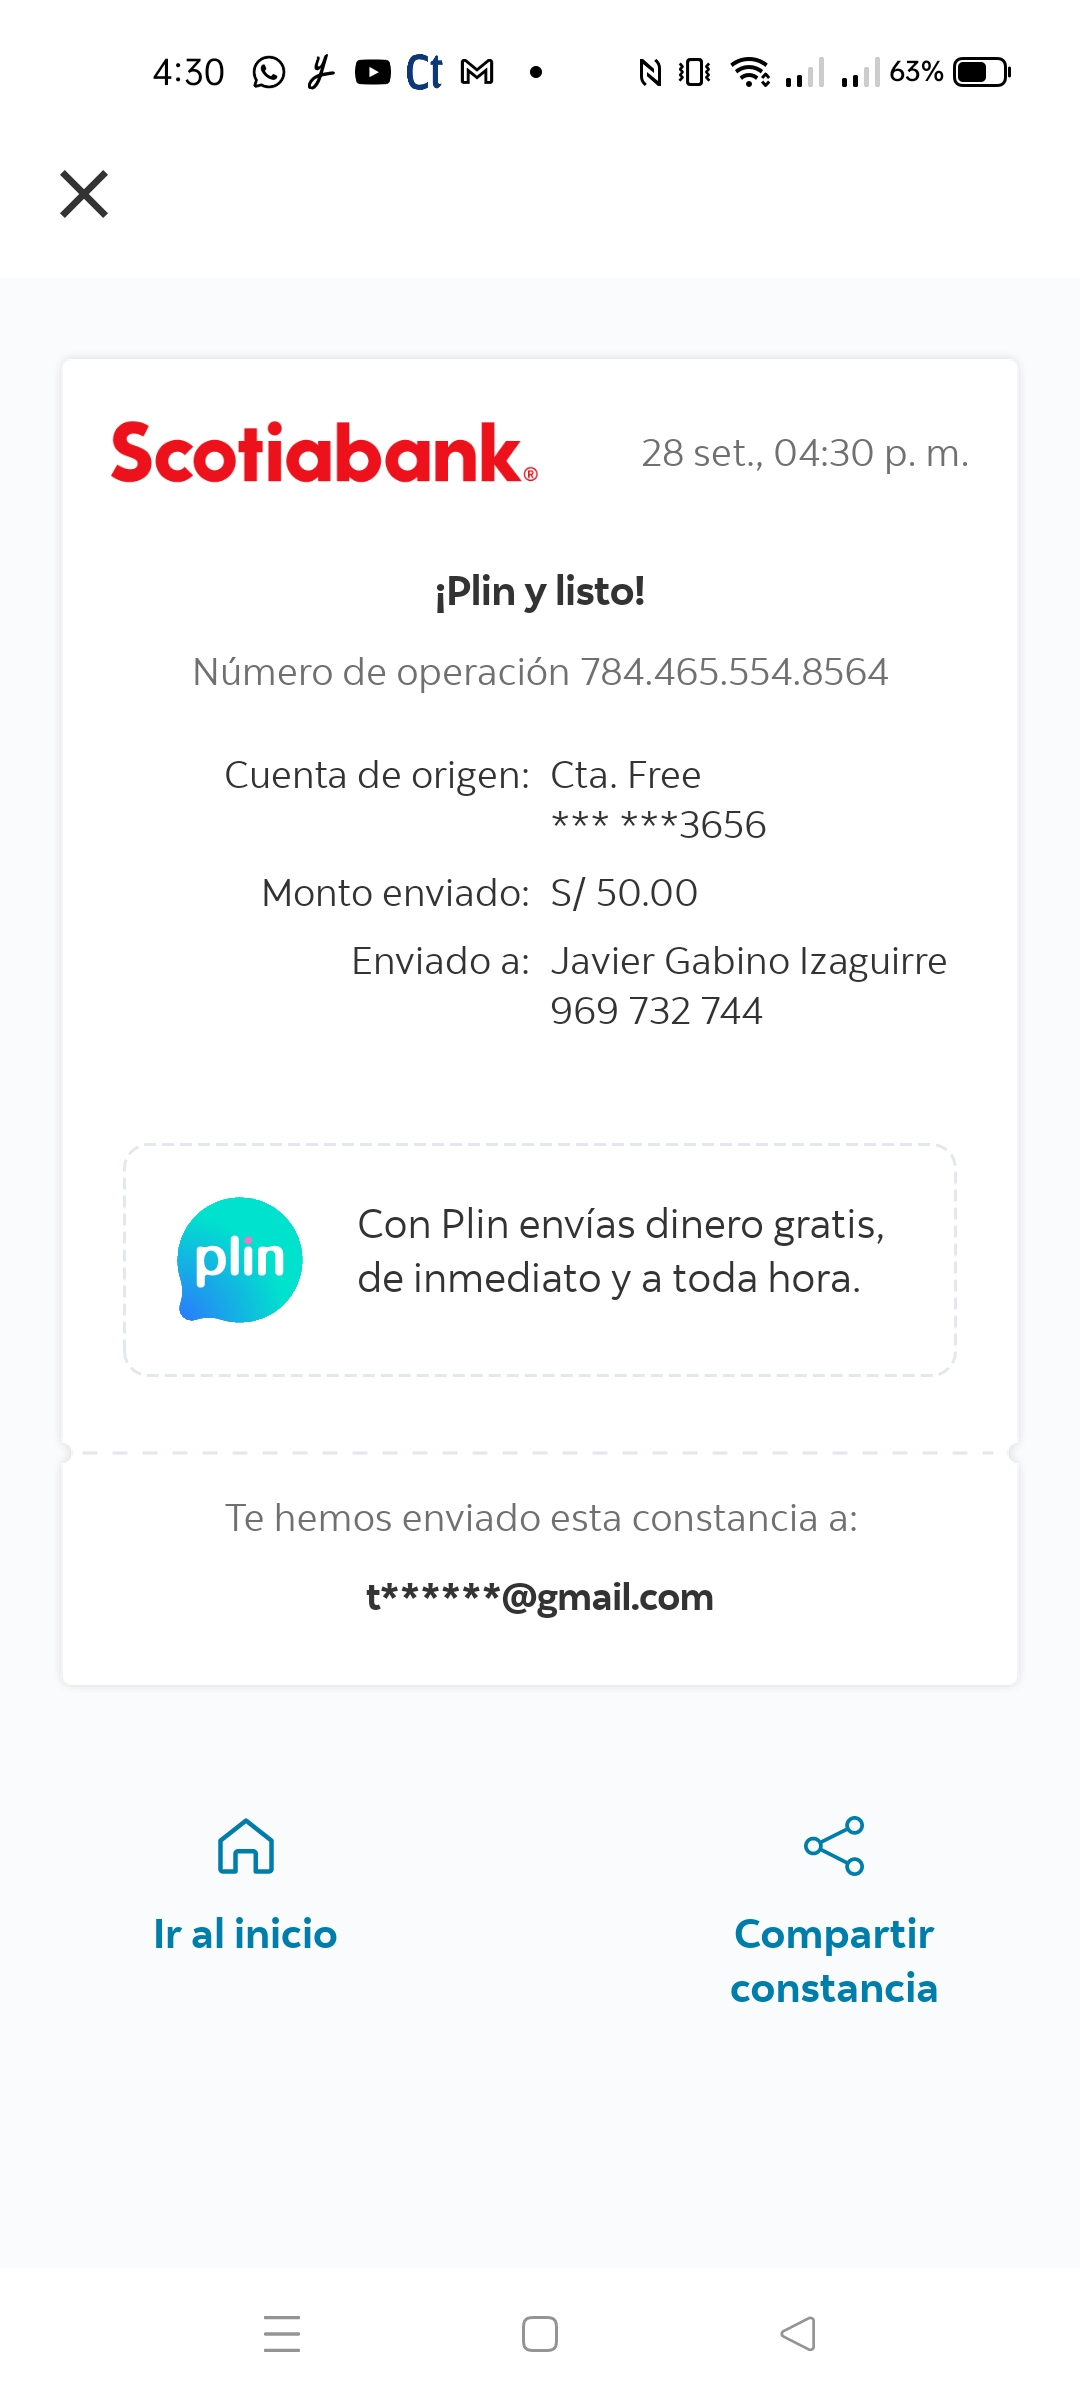 4:30 Ct 63%
Scotiabank®
28 set., 04:30 p. m.
¡Plin y listo!
Número de operación 784.465.554.8564
Cuenta de origen: Cta. Free
*** ***3656
Monto enviado: S/ 50.00
Enviado a: Javier Gabino Izaguirre
969 732 744
plin
Con Plin envías dinero gratis,
de inmediato y a toda hora.
Te hemos enviado esta constancia a:
t******@gmail.com
Ir al inicio
Compartir
constancia